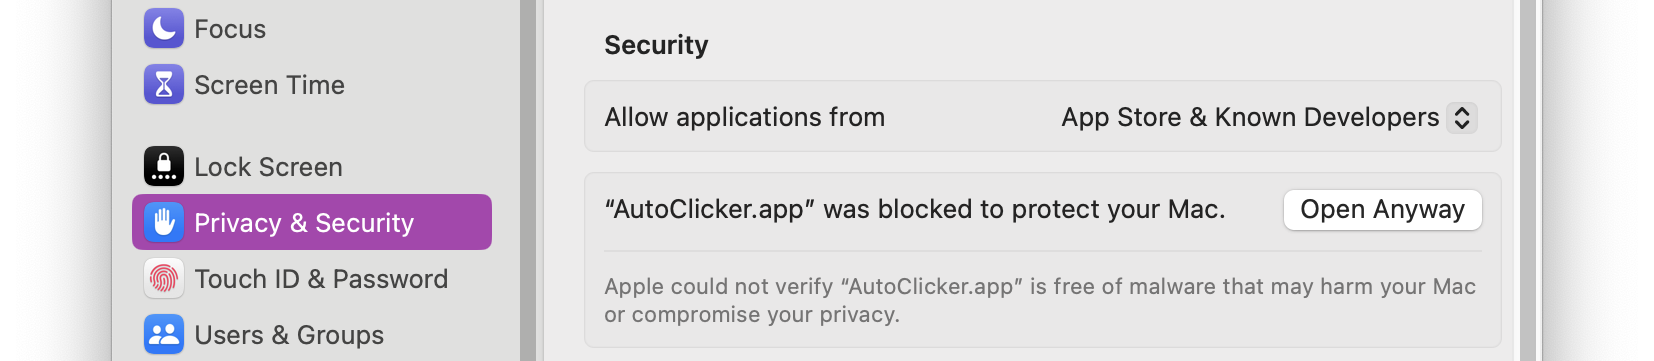 Focus
Screen Time
Lock Screen
Privacy & Security
Touch ID & Password
Users & Groups
Security
Allow applications from
App Store & Known Developers
“AutoClicker.app” was blocked to protect your Mac.
Open Anyway
Apple could not verify “AutoClicker.app” is free of malware that may harm your Mac
or compromise your privacy.